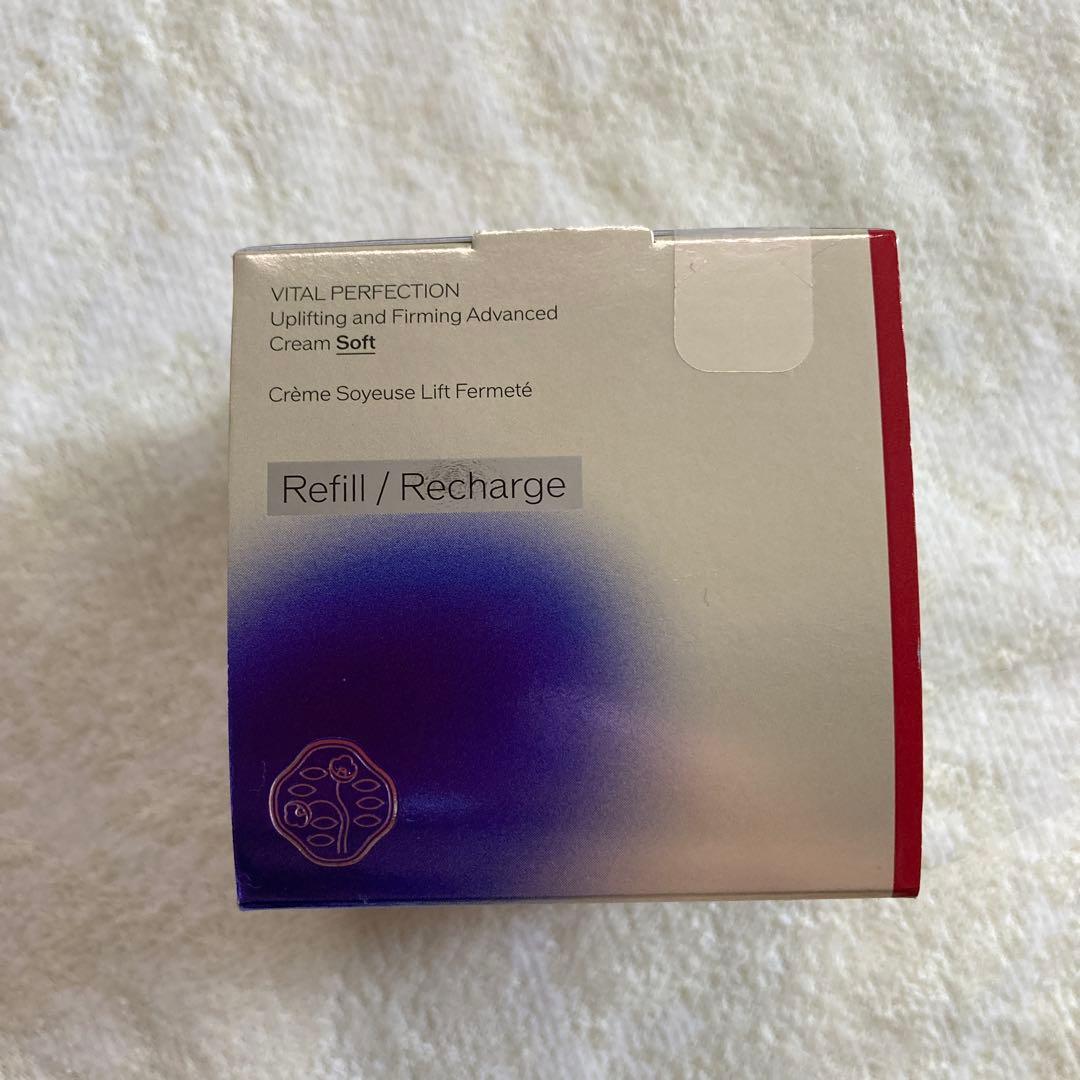 VITAL PERFECTION
Uplifting and Firming Advanced
Cream Soft
Crème Soyeuse Lift Fermeté
Refill / Recharge